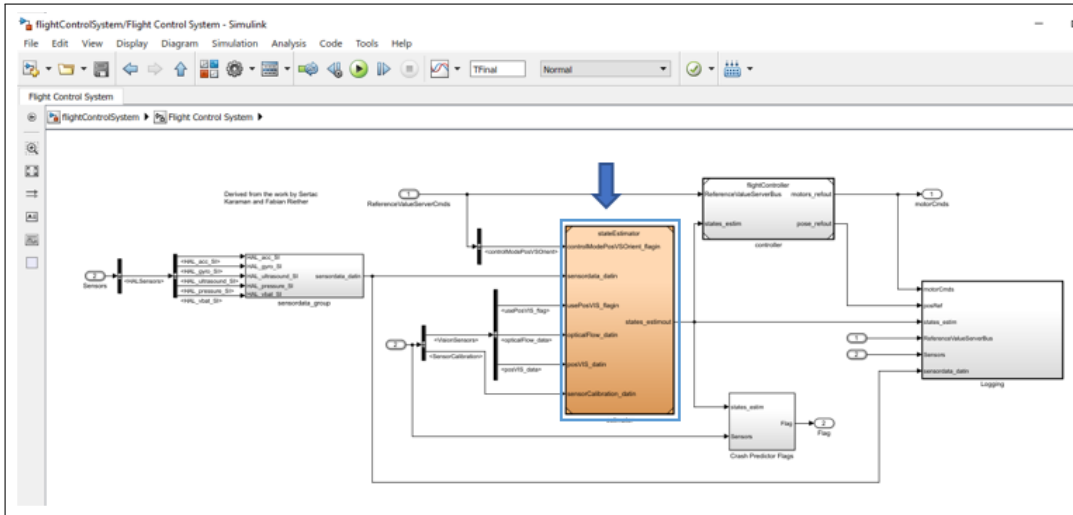 flightControlSystem/Flight Control System - Simulink
File Edit View Display Diagram Simulation Analysis Code Tools Help
TFinal
Normal
Flight Control System
flightControlSystem Flight Control System
Derived from the work by Sertac
Karaman and Fabian Riether
1
ReferenceValueServerCmds
flightController
ReferenceValueServerBus motors_refout
states_estim
pose_refout
controller
1
motorCmds
stateEstimator
controlModePosVSOrient_flagin
<controlModePosVSOrient>
sensordata_datin
usePosVIS_flagin
<usePosVIS_flag>
states_estimout
opticalFlow_datin
<opticalFlow_data>
posVIS_datin
<posVIS_data>
sensorCalibration_datin
estimator
2
Sensors
<HALSensors>
<HAL_acc_SI>
<HAL_gyro_SI>
<HAL_ultrasound_SI>
<HAL_pressure_SI>
<HAL_vbat_SI>
HAL_acc_SI
HAL_gyro_SI
HAL_ultrasound_SI
HAL_pressure_SI
HAL_vbat_SI
sensordata_datin
sensordata_group
2
<VisionSensors>
<SensorCalibration>
motorCmds
posRef
states_estim
1
ReferenceValueServerBus
2
Sensors
sensordata_datin
Logging
states_estim
Flag
Sensors
Crash Predictor Flags
2
Flag